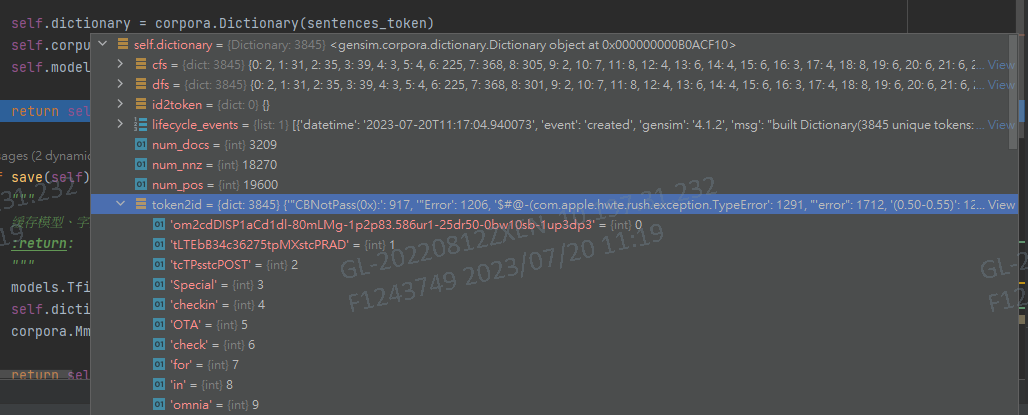 self.dictionary = corpora.Dictionary(sentences_token)
self.corpu
self.dictionary = {Dictionary: 3845} <gensim.corpora.dictionary.Dictionary object at 0x000000000B0ACF10>
self.model
cfs = {dict: 3845} {0: 2, 1: 31, 2: 35, 3: 39, 4: 3, 5: 4, 6: 225, 7: 368, 8: 305, 9: 2, 10: 7, 11: 8, 12: 4, 13: 6, 14: 4, 15: 6, 16: 3, 17: 4, 18: 8, 19: 6, 20: 6, 21: 6, 2... View
dfs = {dict: 3845} {0: 2, 1: 31, 2: 35, 3: 39, 4: 3, 5: 4, 6: 225, 7: 368, 8: 301, 9: 2, 10: 7, 11: 8, 12: 4, 13: 6, 14: 4, 15: 6, 16: 3, 17: 4, 18: 8, 19: 6, 20: 6, 21: 6, 2... View
return sel
id2token = {dict: 0} {}
lifecycle_events = {list: 1} [{'datetime': '2023-07-20T11:17:04.940073', 'event': 'created', 'gensim': '4.1.2', 'msg': "built Dictionary(3845 unique tokens: ... View
num_docs = {int} 3209
sages (2 dynamic
num_nnz = {int} 18270
f save(self)
num_pos = {int} 19600
"""
token2id = {dict: 3845} {'"CBNotPass(0x):': 917, '"Error': 1206, '$#@-(com.apple.hwte.rush.exception.TypeError': 1291, "'error": 1712, '(0.50-0.55)': 12... View
缓存模型、字
'om2cdDISP1aCd1dI-80mLMg-1p2p83.586ur1-25dr50-0bw10sb-1up3dp3' = {int} 0
:return:
'tLTEbB34c36275tpMXstcPRAD' = {int} 1
"""
'tcTPsstcPOST' = {int} 2
models.Tfi
'Special' = {int} 3
self.dicti
'checkin' = {int} 4
corpora.Mm
'OTA' = {int} 5
'check' = {int} 6
'for' = {int} 7
return sel
'in' = {int} 8
'omnia' = {int} 9
GL-20220812ZXEN
F1243749 2023/07/20 11:19